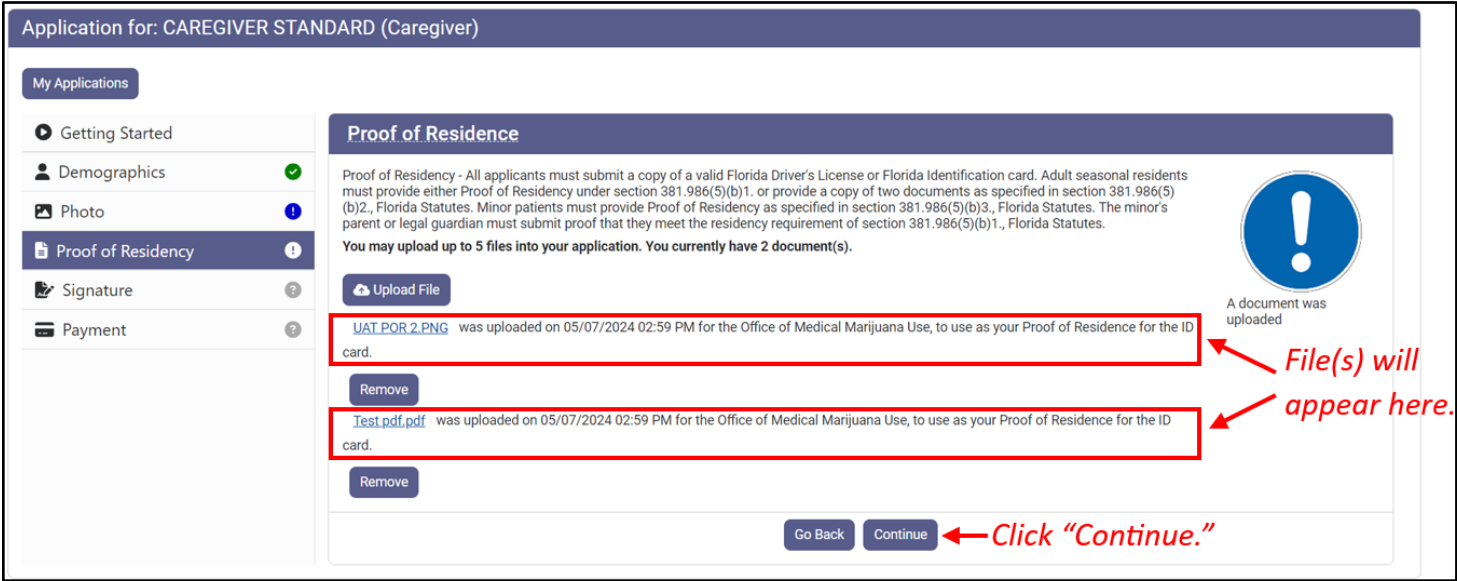 Application for: CAREGIVER STANDARD (Caregiver)
My Applications
Getting Started
Demographics
Photo
Proof of Residency
Signature
Payment
Proof of Residence
Proof of Residency - All applicants must submit a copy of a valid Florida Driver's License or Florida Identification card. Adult seasonal residents
must provide either Proof of Residency under section 381.986(5)(b)1. or provide a copy of two documents as specified in section 381.986(5)
(b)2., Florida Statutes. Minor patients must provide Proof of Residency as specified in section 381.986(5)(b)3., Florida Statutes. The minor's
parent or legal guardian must submit proof that they meet the residency requirement of section 381.986(5)(b)1., Florida Statutes.
You may upload up to 5 files into your application. You currently have 2 document(s).
Upload File
A document was
uploaded
UAT POR 2.PNG was uploaded on 05/07/2024 02:59 PM for the Office of Medical Marijuana Use, to use as your Proof of Residence for the ID
card.
Remove
Test pdf.pdf was uploaded on 05/07/2024 02:59 PM for the Office of Medical Marijuana Use, to use as your Proof of Residence for the ID
card.
Remove
File(s) will
appear here.
Go Back
Continue
Click “Continue.”